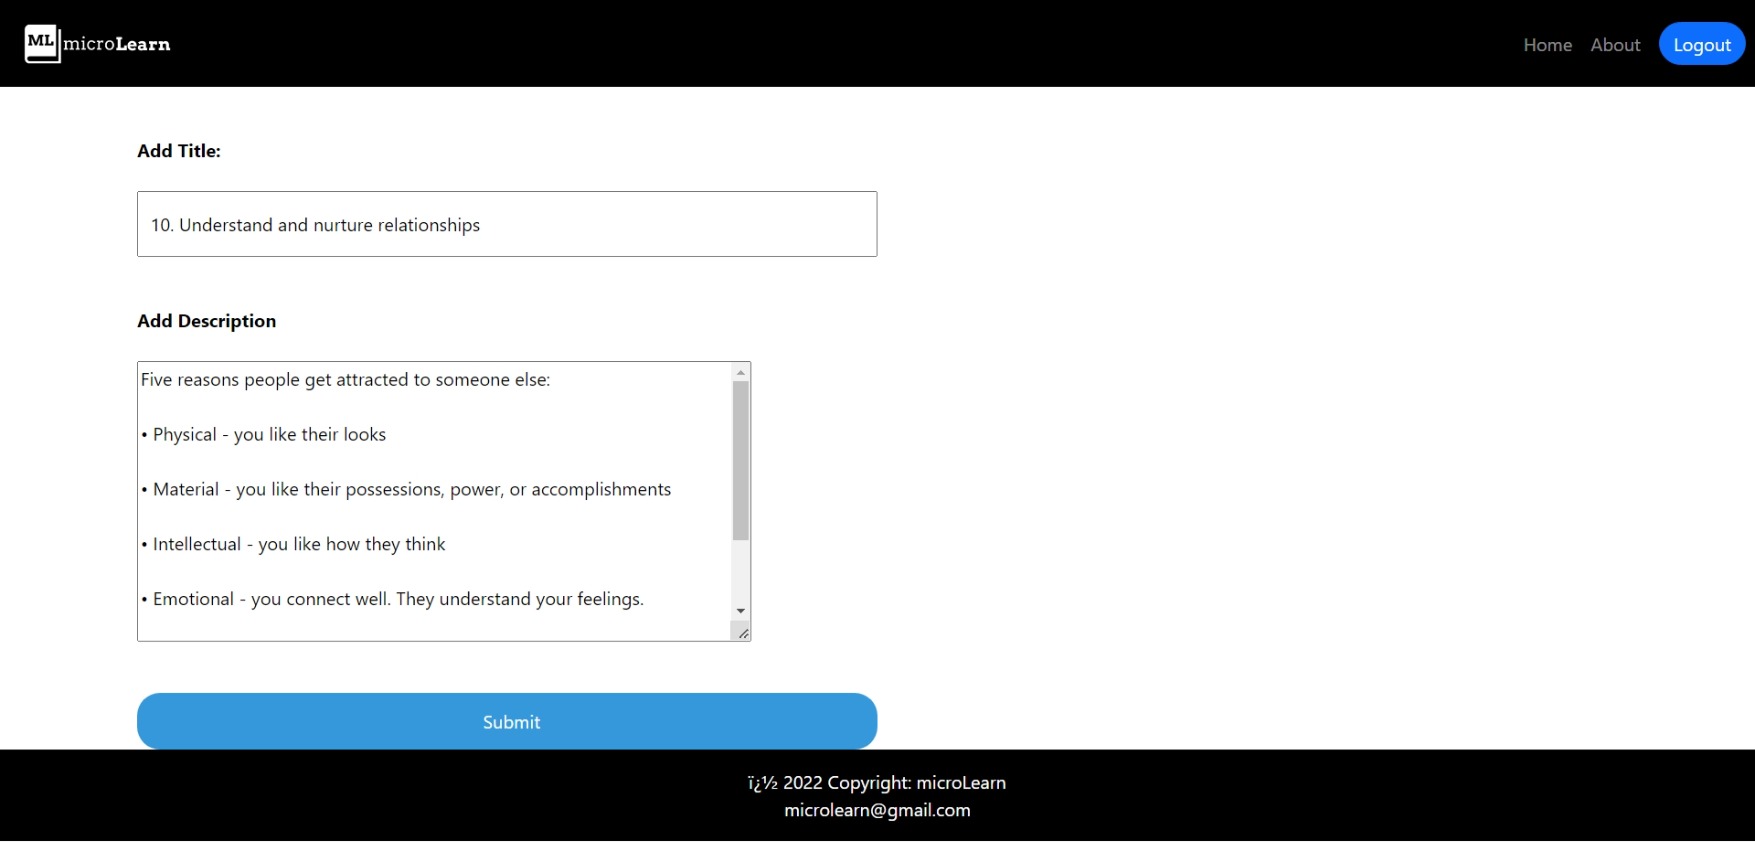 ML microLearn
Home About Logout
Add Title:
10. Understand and nurture relationships
Add Description
Five reasons people get attracted to someone else:
• Physical - you like their looks
• Material - you like their possessions, power, or accomplishments
• Intellectual - you like how they think
• Emotional - you connect well. They understand your feelings.
Submit
ï¿½ 2022 Copyright: microLearn
microlearn@gmail.com